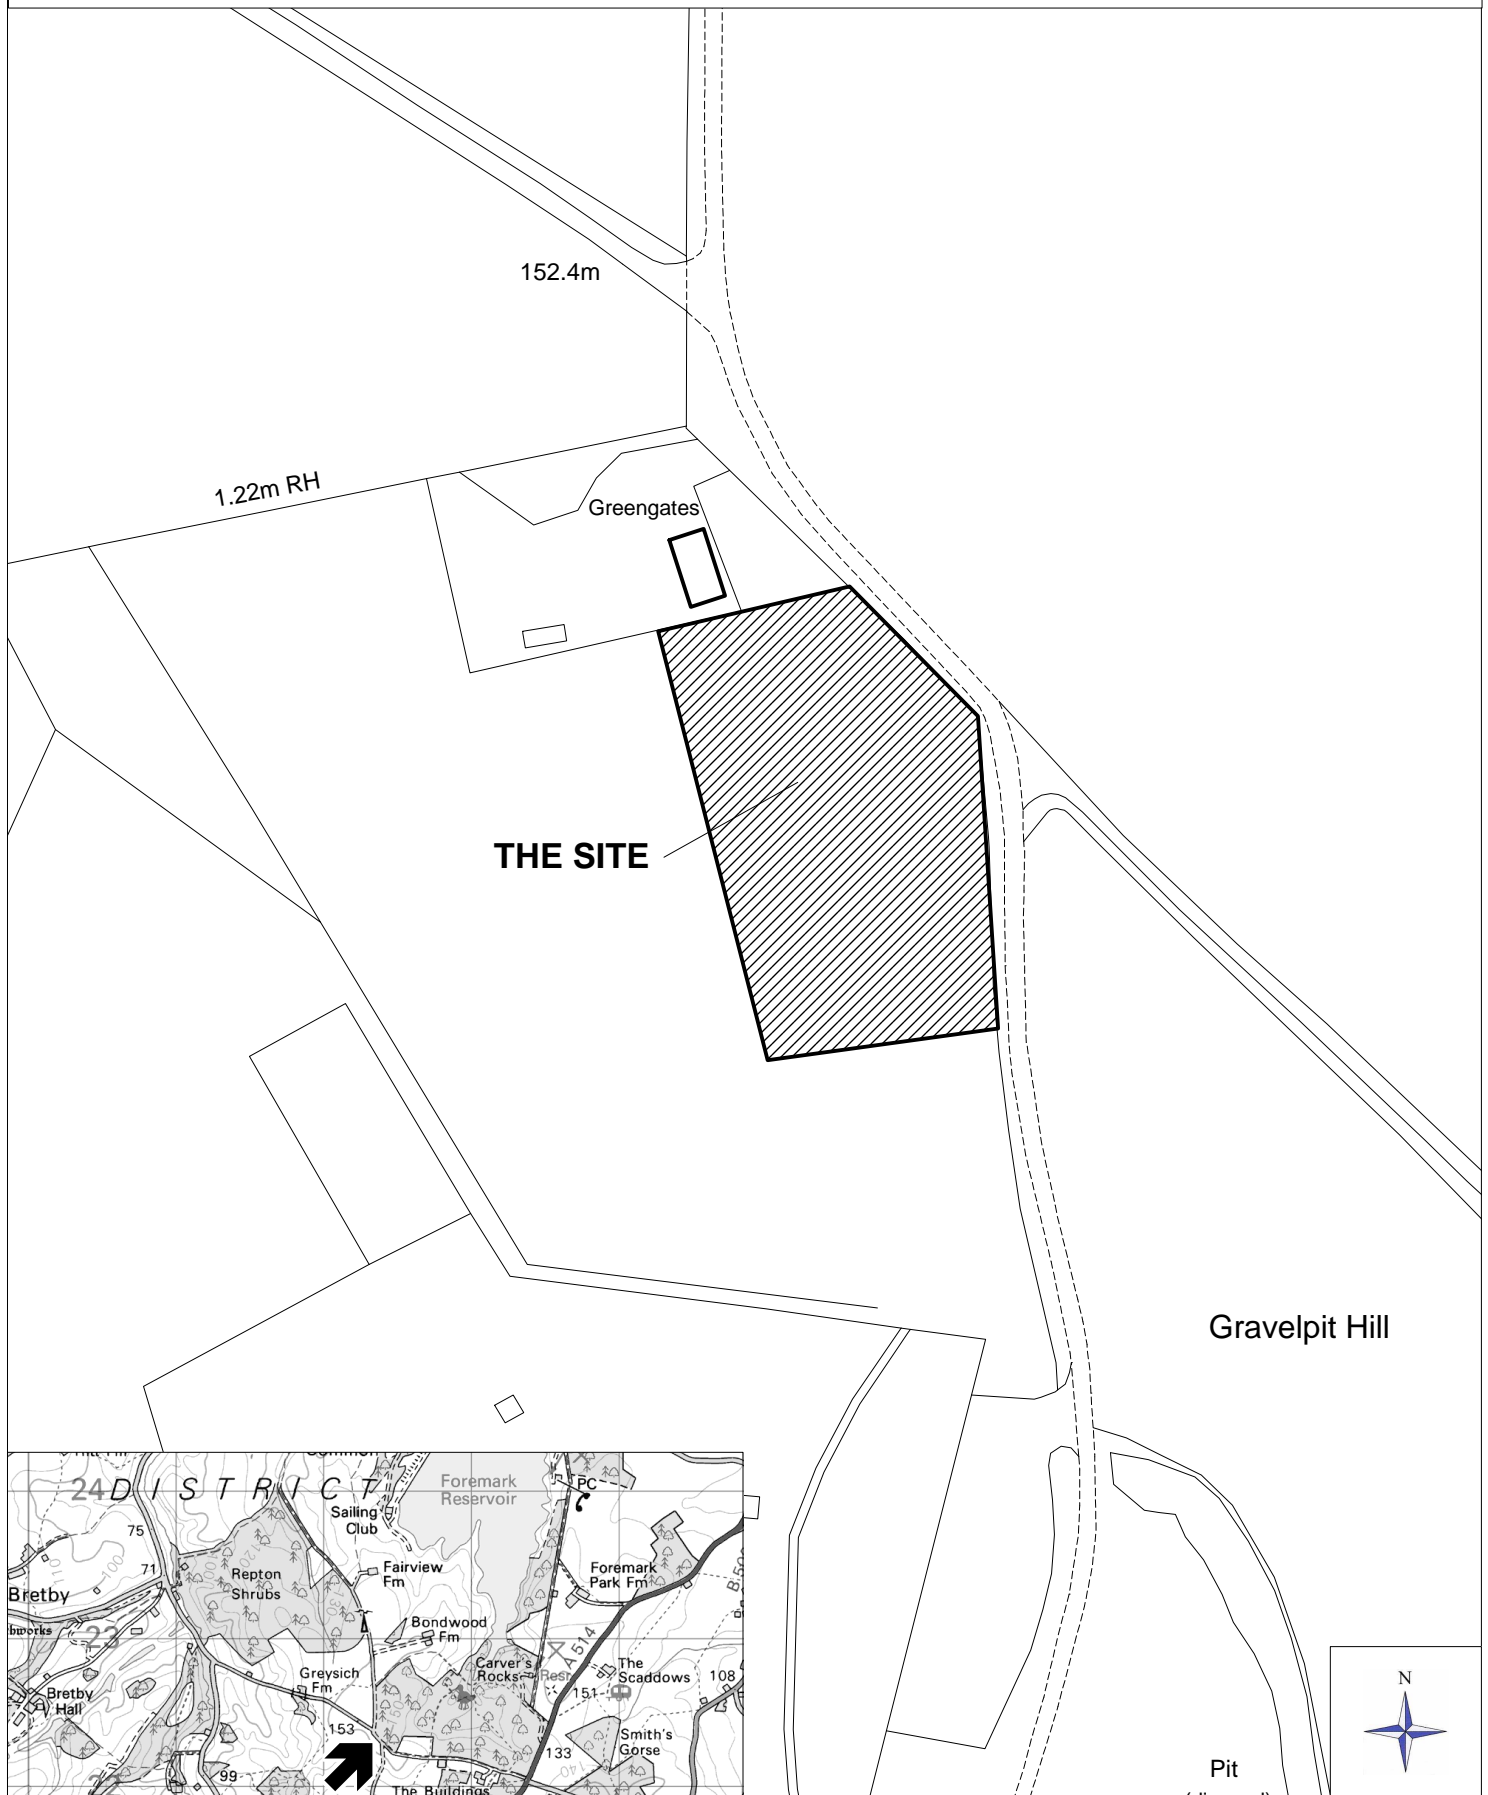 152.4m
1.22m RH
Greengates
THE SITE
Gravelpit Hill
24
DISTRICT
Foremark
Reservoir
PC
Sailing
Club
75
71
Repton
Shrubs
Fairview
Fm
Foremark
Park Fm
Bretby
Bondwood
Fm
23
Greysich
Fm
Carver's
Rocks
Resr
A 514
The
Scaddows
108
151
Bretby
Hall
153
Smith's
Gorse
133
99
The Buildings
N
Pit